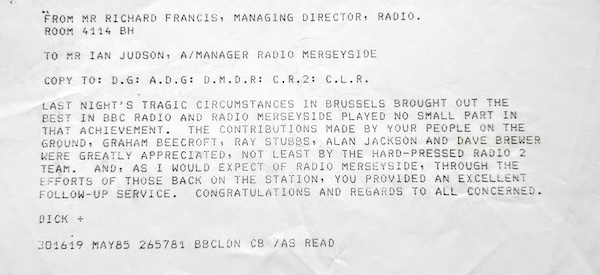 FROM MR RICHARD FRANCIS, MANAGING DIRECTOR, RADIO.
ROOM 4114 BH
TO MR IAN JUDSON, A/MANAGER RADIO MERSEYSIDE
COPY TO: D.G: A.D.G: D.M.D.R: C.R.2: C.L.R.
LAST NIGHT'S TRAGIC CIRCUMSTANCES IN BRUSSELS BROUGHT OUT THE
BEST IN BBC RADIO AND RADIO MERSEYSIDE PLAYED NO SMALL PART IN
THAT ACHIEVEMENT. THE CONTRIBUTIONS MADE BY YOUR PEOPLE ON THE
GROUND, GRAHAM BEECROFT, RAY STUBBS, ALAN JACKSON AND DAVE BREWER
WERE GREATLY APPRECIATED, NOT LEAST BY THE HARD-PRESSED RADIO 2
TEAM. AND, AS I WOULD EXPECT OF RADIO MERSEYSIDE, THROUGH THE
EFFORTS OF THOSE BACK ON THE STATION, YOU PROVIDED AN EXCELLENT
FOLLOW-UP SERVICE. CONGRATULATIONS AND REGARDS TO ALL CONCERNED.
DICK +
301619 MAY85 265781 BBCLDN CB /AS READ